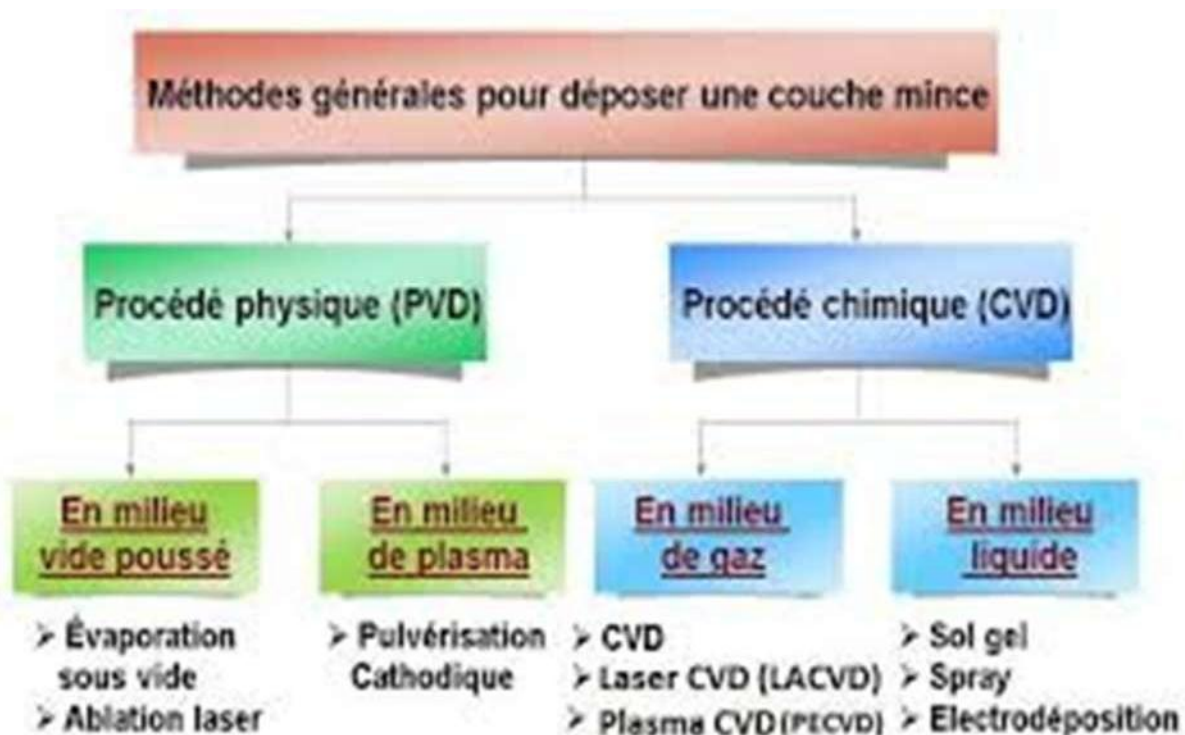 Méthodes générales pour déposer une couche mince
Procédé physique (PVD)
Procédé chimique (CVD)
En milieu
vide poussé
En milieu
de plasma
En milieu
de gaz
En milieu
liquide
➢ Évaporation
sous vide
➢ Ablation laser
➢ Pulvérisation
Cathodique
➢ CVD
➢ Laser CVD (LACVD)
➢ Plasma CVD (PECVD)
➢ Sol gel
➢ Spray
➢ Electrodéposition